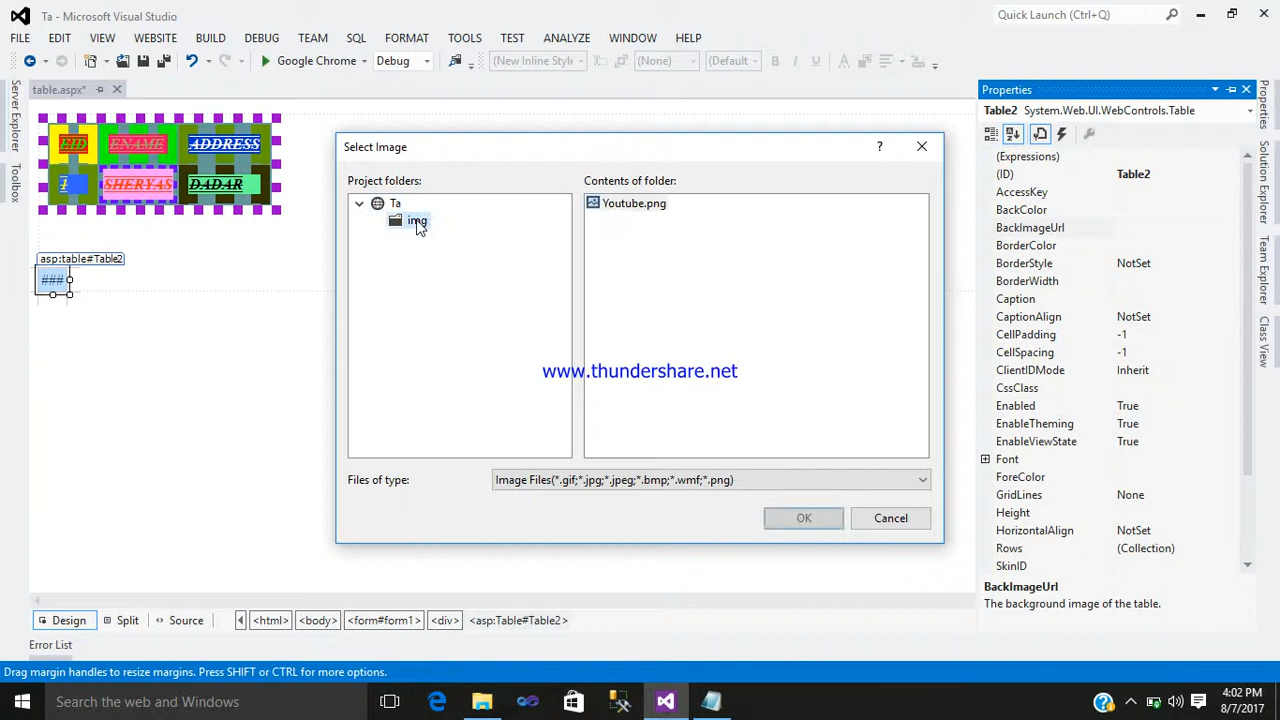 Ta - Microsoft Visual Studio
Quick Launch (Ctrl+Q)
FILE EDIT VIEW WEBSITE BUILD DEBUG TEAM SQL FORMAT TOOLS TEST ANALYZE WINDOW HELP
Google Chrome Debug (New Inline Style (None) (Default B I U
table.aspx*
Server Explorer
Toolbox
EID ENAME ADDRESS
SHERYAS DADAR
asp:table#Table2
###
Select Image
?
Project folders:
Contents of folder:
Ta
img
Youtube.png
www.thundershare.net
Files of type:
Image Files(*.gif;*.jpg;*.jpeg;*.bmp;*.wmf;*.png)
OK
Cancel
Properties
Table2 System.Web.UI.WebControls.Table
(Expressions)
(ID) Table2
AccessKey
BackColor
BackImageUrl
BorderColor
BorderStyle NotSet
BorderWidth
Caption
CaptionAlign NotSet
CellPadding -1
CellSpacing -1
ClientIDMode Inherit
CssClass
Enabled True
EnableTheming True
EnableViewState True
Font
ForeColor
GridLines None
Height
HorizontalAlign NotSet
Rows (Collection)
SkinID
BackImageUrl
The background image of the table.
Properties
Solution Explorer
Team Explorer
Class View
Design Split Source <html> <body> <form#form1> <div> <asp:Table#Table2>
Error List
Drag margin handles to resize margins. Press SHIFT or CTRL for more options.
Search the web and Windows
4:02 PM
8/7/2017